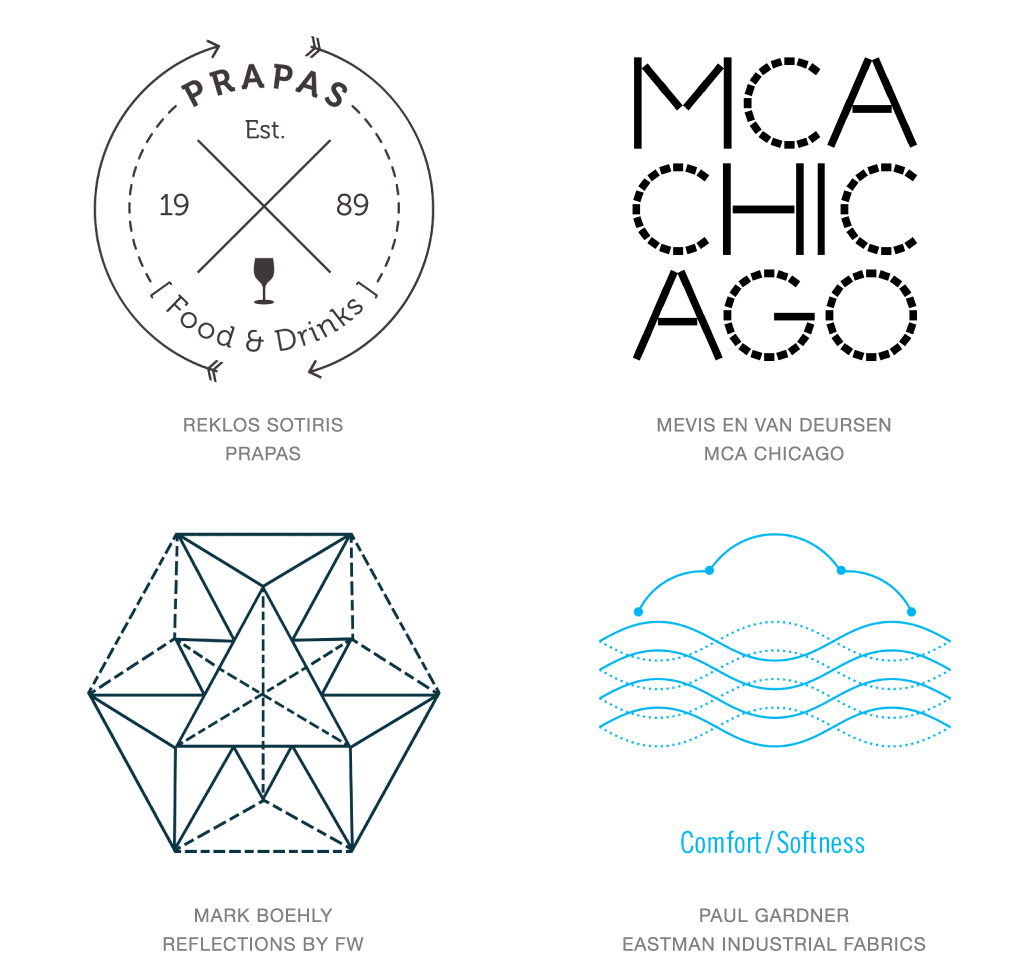 PRAPAS
Est.
19 89
[ Food & Drinks ]
REKLOS SOTIRIS
PRAPAS
MCA
CHIC
AGO
MEVIS EN VAN DEURSEN
MCA CHICAGO
MARK BOEHLY
REFLECTIONS BY FW
Comfort/Softness
PAUL GARDNER
EASTMAN INDUSTRIAL FABRICS